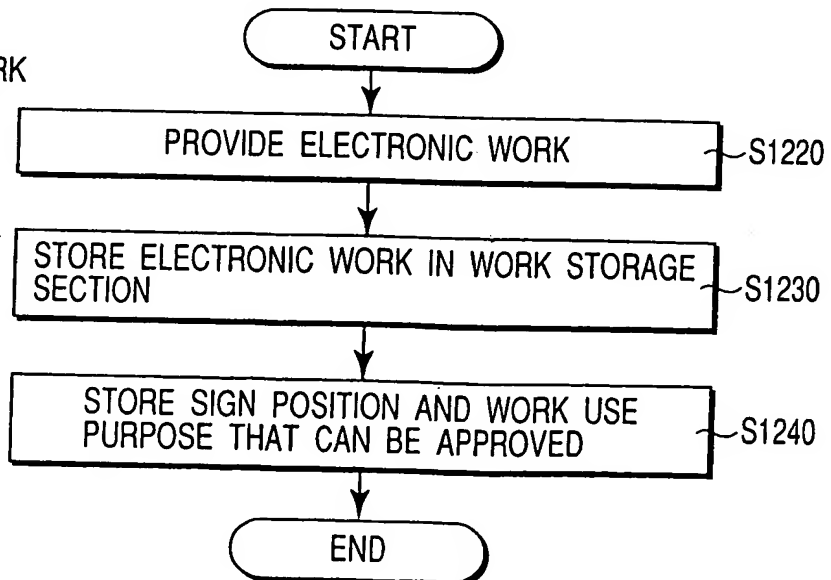 START
RK
PROVIDE ELECTRONIC WORK
S1220
STORE ELECTRONIC WORK IN WORK STORAGE
SECTION
S1230
STORE SIGN POSITION AND WORK USE
PURPOSE THAT CAN BE APPROVED
S1240
END